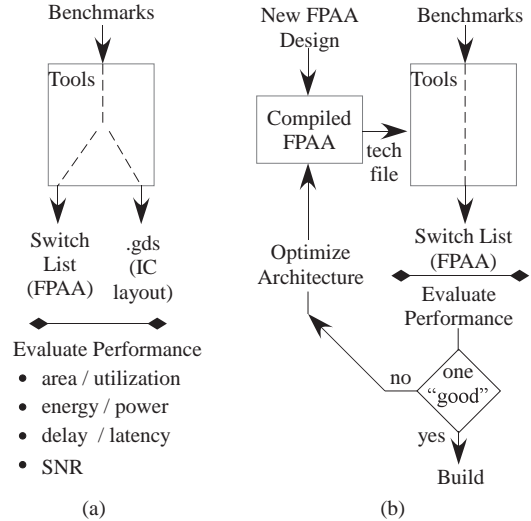 Benchmarks
Tools
Switch
List
(FPAA)
.gds
(IC
layout)
Evaluate Performance
• area / utilization
• energy / power
• delay / latency
• SNR
(a)
New FPAA
Design
Compiled
FPAA
tech
file
Benchmarks
Tools
Switch List
(FPAA)
Evaluate
Performance
Optimize
Architecture
one
“good”
no
yes
Build
(b)